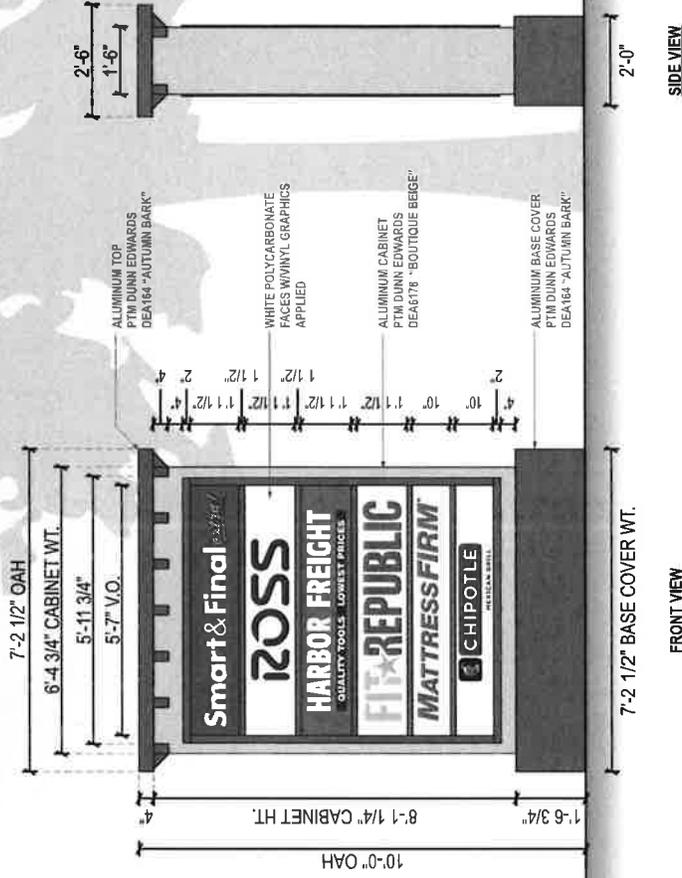 7'-2 1/2" OAH
6'-4 3/4" CABINET WT.
5'-11 3/4"
5'-7" V.O.
2'-6"
1'-6"
10'-0" OAH
4"
8'-1 1/4" CABINET HT.
1'-6 3/4"
Smart&Final extra!
ROSS
HARBOR FREIGHT
QUALITY TOOLS LOWEST PRICES
FIT★REPUBLIC
MATTRESSFIRM
CHIPOTLE
MEXICAN GRILL
4"
4"
2"
1'1 1/2"
1 1/2"
1'1 1/2"
1 1/2"
1'1 1/2"
1'1 1/2"
10"
10"
2"
4"
ALUMINUM TOP
PTM DUNN EDWARDS
DEA164 "AUTUMN BARK"
WHITE POLYCARBONATE
FACES W/VINYL GRAPHICS
APPLIED
ALUMINUM CABINET
PTM DUNN EDWARDS
DEA6178 "BOUTIQUE BEIGE"
ALUMINUM BASE COVER
PTM DUNN EDWARDS
DEA164 "AUTUMN BARK"
7'-2 1/2" BASE COVER WT.
2'-0"
FRONT VIEW
SIDE VIEW